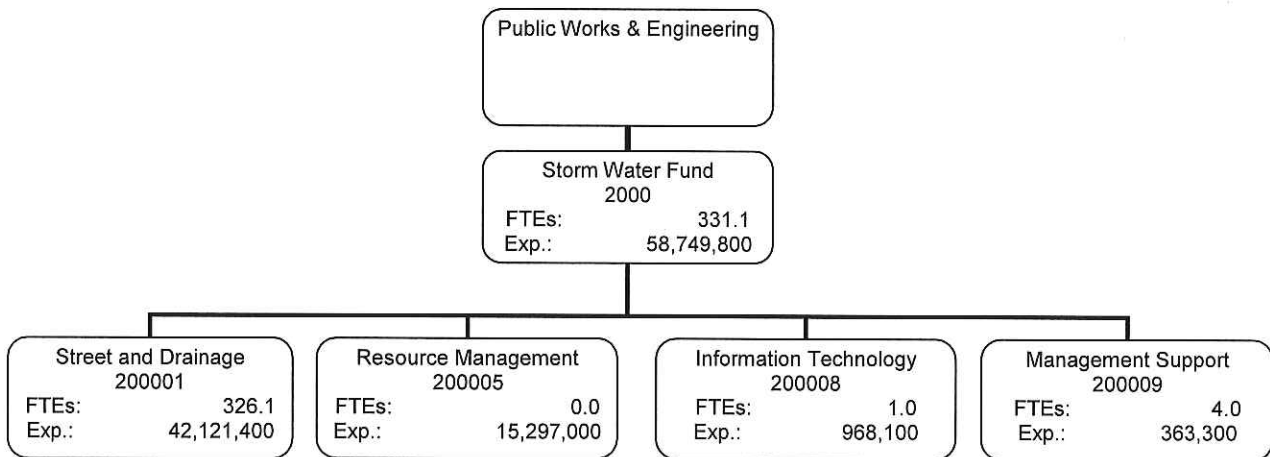 Public Works & Engineering
Storm Water Fund
2000
FTEs: 331.1
Exp.: 58,749,800
Street and Drainage
200001
FTEs: 326.1
Exp.: 42,121,400
Resource Management
200005
FTEs: 0.0
Exp.: 15,297,000
Information Technology
200008
FTEs: 1.0
Exp.: 968,100
Management Support
200009
FTEs: 4.0
Exp.: 363,300